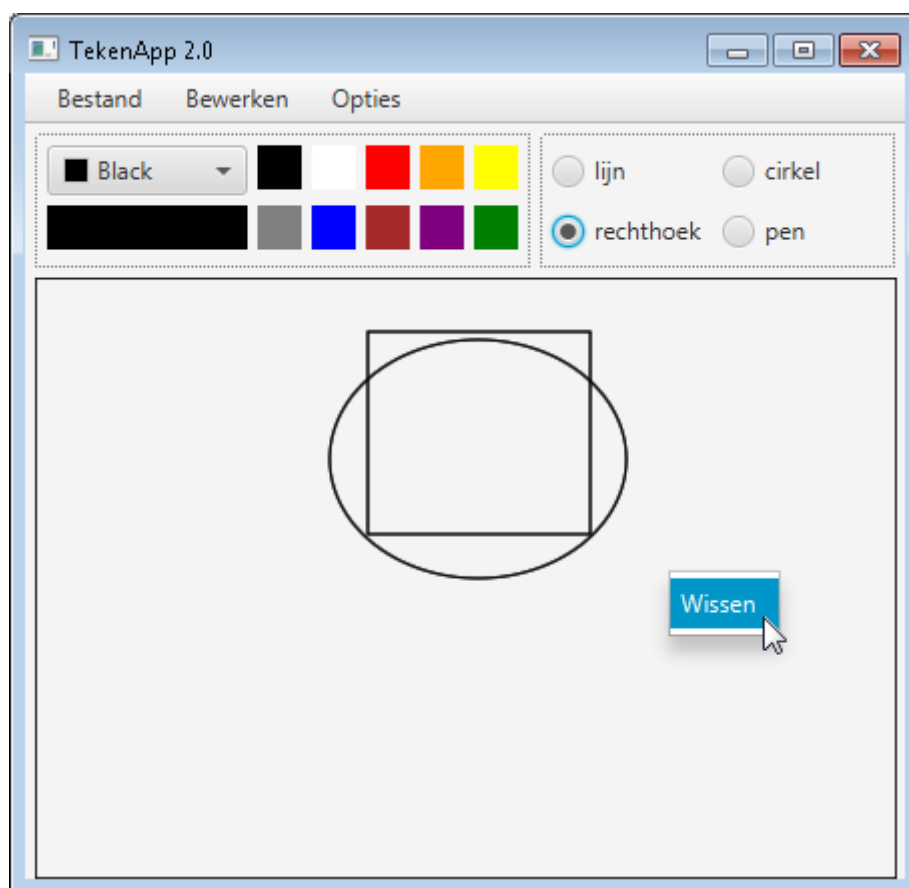 TekenApp 2.0
Bestand Bewerken Opties
Black
lijn cirkel
rechthoek pen
Wissen